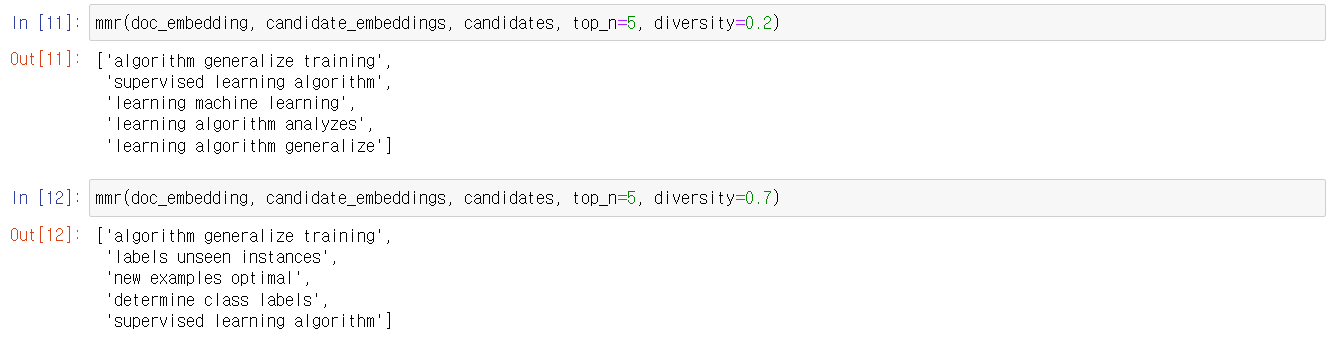 In [11]: mmr(doc_embedding, candidate_embeddings, candidates, top_n=5, diversity=0.2)
Out[11]: ['algorithm generalize training',
'supervised learning algorithm',
'learning machine learning',
'learning algorithm analyzes',
'learning algorithm generalize']
In [12]: mmr(doc_embedding, candidate_embeddings, candidates, top_n=5, diversity=0.7)
Out[12]: ['algorithm generalize training',
'labels unseen instances',
'new examples optimal',
'determine class labels',
'supervised learning algorithm']